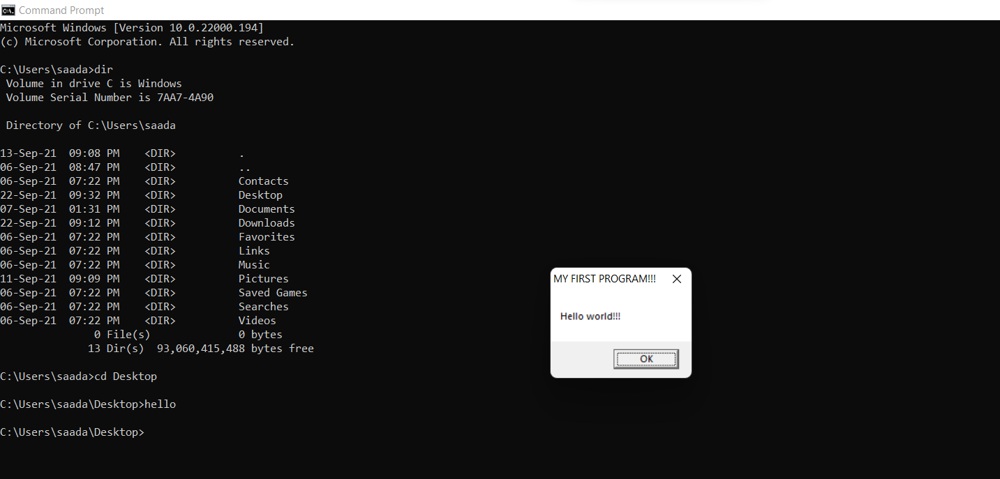 Command Prompt
Microsoft Windows [Version 10.0.22000.194]
(c) Microsoft Corporation. All rights reserved.
C:\Users\saada>dir
 Volume in drive C is Windows
 Volume Serial Number is 7AA7-4A90
 Directory of C:\Users\saada
13-Sep-21  09:08 PM    <DIR>          .
06-Sep-21  08:47 PM    <DIR>          ..
06-Sep-21  07:22 PM    <DIR>          Contacts
22-Sep-21  09:32 PM    <DIR>          Desktop
07-Sep-21  01:31 PM    <DIR>          Documents
22-Sep-21  09:12 PM    <DIR>          Downloads
06-Sep-21  07:22 PM    <DIR>          Favorites
06-Sep-21  07:22 PM    <DIR>          Links
06-Sep-21  07:22 PM    <DIR>          Music
11-Sep-21  09:09 PM    <DIR>          Pictures
06-Sep-21  07:22 PM    <DIR>          Saved Games
06-Sep-21  07:22 PM    <DIR>          Searches
06-Sep-21  07:22 PM    <DIR>          Videos
               0 File(s)              0 bytes
              13 Dir(s)  93,060,415,488 bytes free
C:\Users\saada>cd Desktop
C:\Users\saada\Desktop>hello
C:\Users\saada\Desktop>
MY FIRST PROGRAM!!!
Hello world!!!
OK